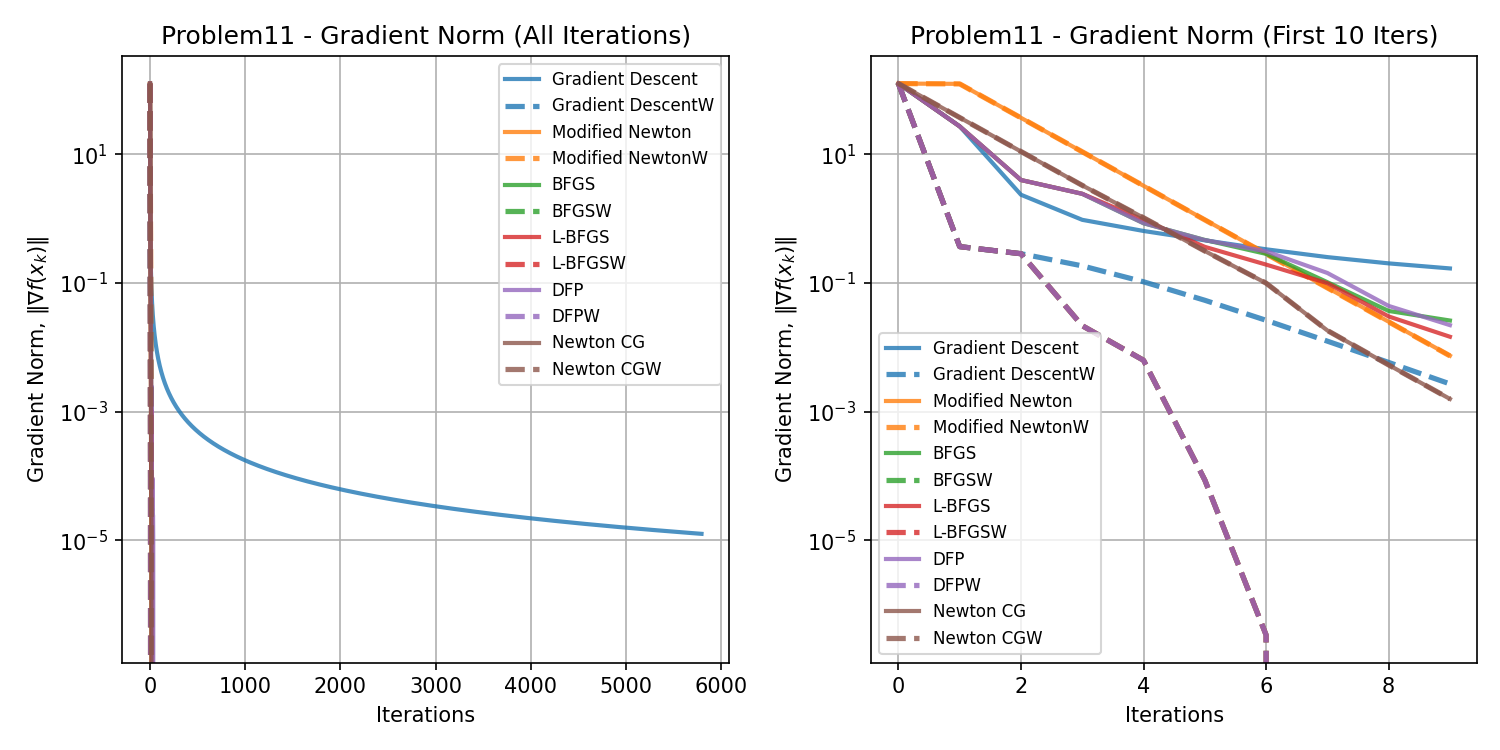 Problem11 - Gradient Norm (All Iterations)
Gradient Norm, ‖∇f(x_k)‖
10^1
10^−1
10^−3
10^−5
Gradient Descent
Gradient DescentW
Modified Newton
Modified NewtonW
BFGS
BFGSW
L-BFGS
L-BFGSW
DFP
DFPW
Newton CG
Newton CGW
0 1000 2000 3000 4000 5000 6000
Iterations
Problem11 - Gradient Norm (First 10 Iters)
Gradient Norm, ‖∇f(x_k)‖
10^1
10^−1
10^−3
10^−5
Gradient Descent
Gradient DescentW
Modified Newton
Modified NewtonW
BFGS
BFGSW
L-BFGS
L-BFGSW
DFP
DFPW
Newton CG
Newton CGW
0 2 4 6 8
Iterations